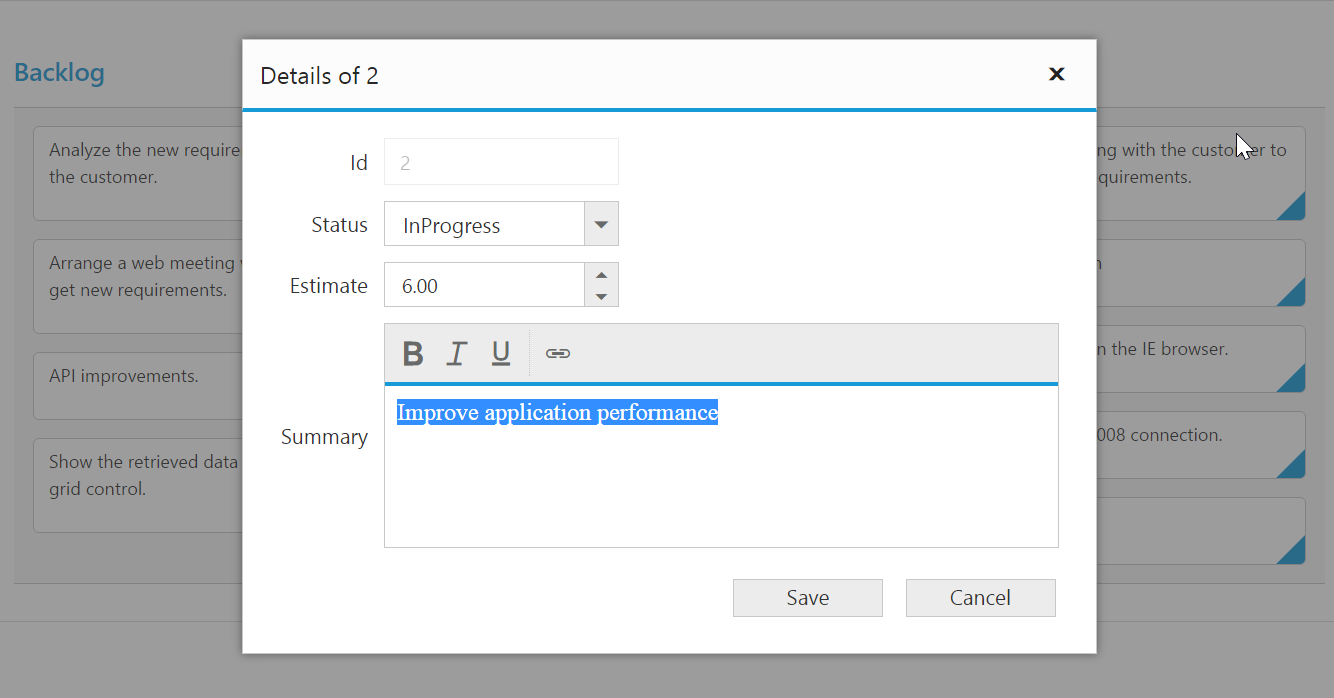 Backlog
Analyze the new require
the customer.
Arrange a web meeting
get new requirements.
API improvements.
Show the retrieved data
grid control.
Details of 2
Id
2
Status
InProgress
Estimate
6.00
B I U
Summary
Improve application performance
Save
Cancel
ng with the customer to
quirements.
n
n the IE browser.
008 connection.